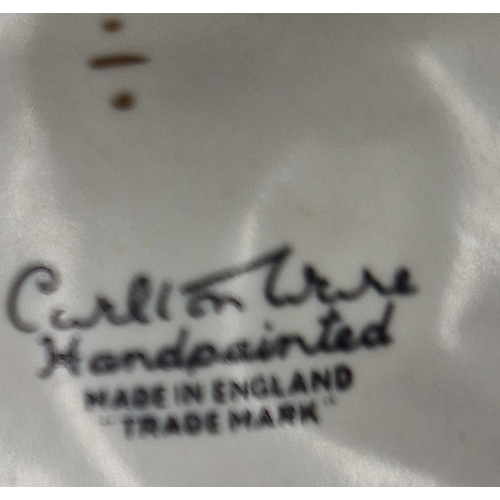 Carlton Ware
Handpainted
MADE IN ENGLAND
"TRADE MARK"